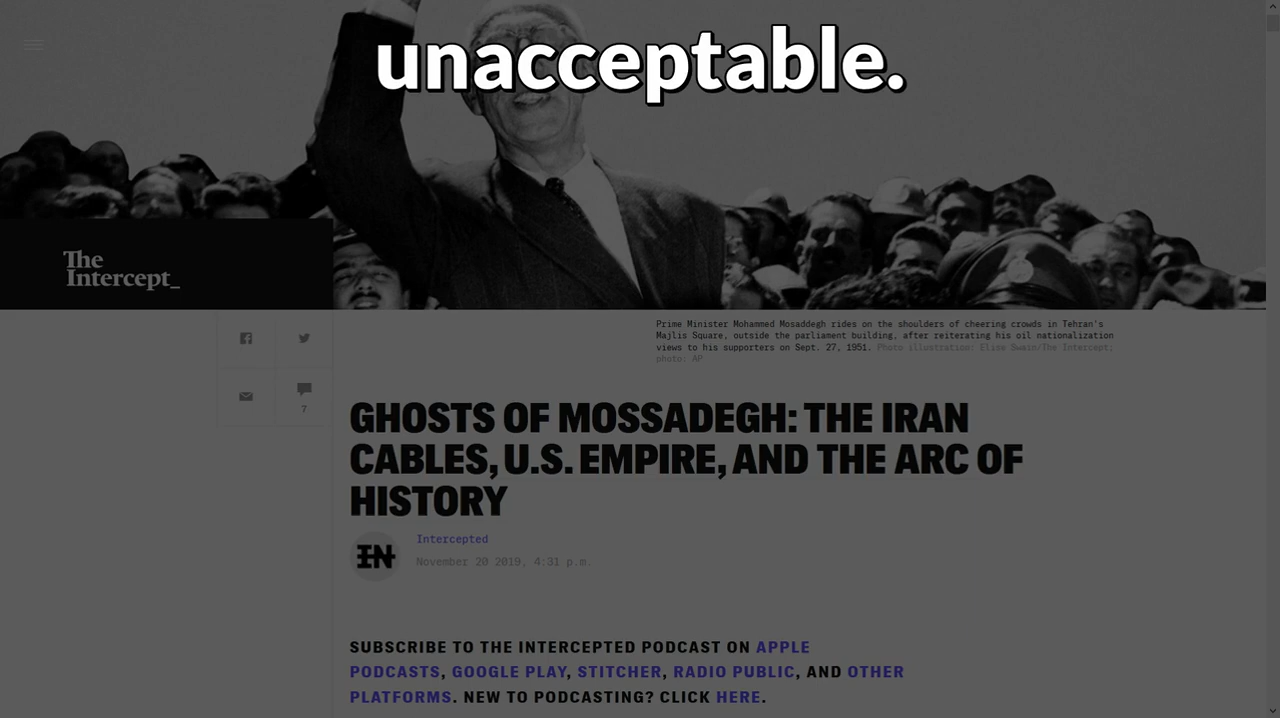 unacceptable.
The
Intercept_
Prime Minister Mohammed Mosaddegh rides on the shoulders of cheering crowds in Tehran's
Majlis Square, outside the parliament building, after reiterating his oil nationalization
views to his supporters on Sept. 27, 1951. Photo illustration: Elise Swain/The Intercept;
photo: AP
7
GHOSTS OF MOSSADEGH: THE IRAN
CABLES, U.S. EMPIRE, AND THE ARC OF
HISTORY
IN
Intercepted
November 20 2019, 4:31 p.m.
SUBSCRIBE TO THE INTERCEPTED PODCAST ON APPLE
PODCASTS, GOOGLE PLAY, STITCHER, RADIO PUBLIC, AND OTHER
PLATFORMS. NEW TO PODCASTING? CLICK HERE.